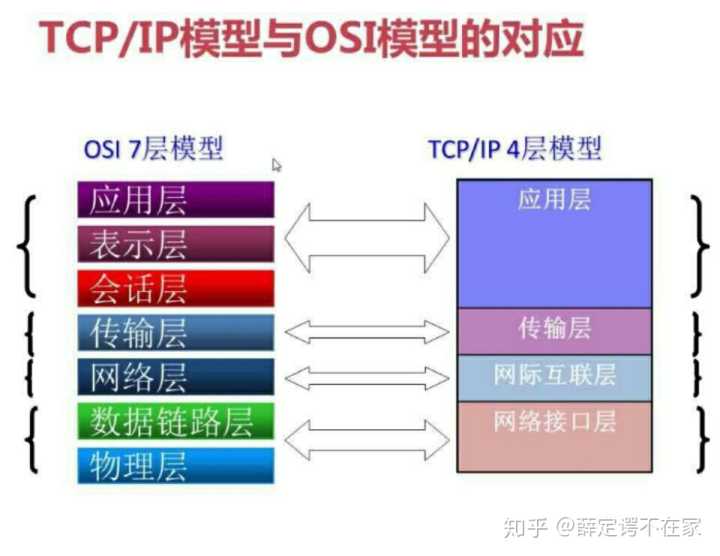 TCP/IP模型与OSI模型的对应
OSI 7层模型
TCP/IP 4层模型
应用层
表示层
会话层
传输层
网络层
数据链路层
物理层
应用层
传输层
网际互联层
网络接口层
知乎 @薛定谔不在家